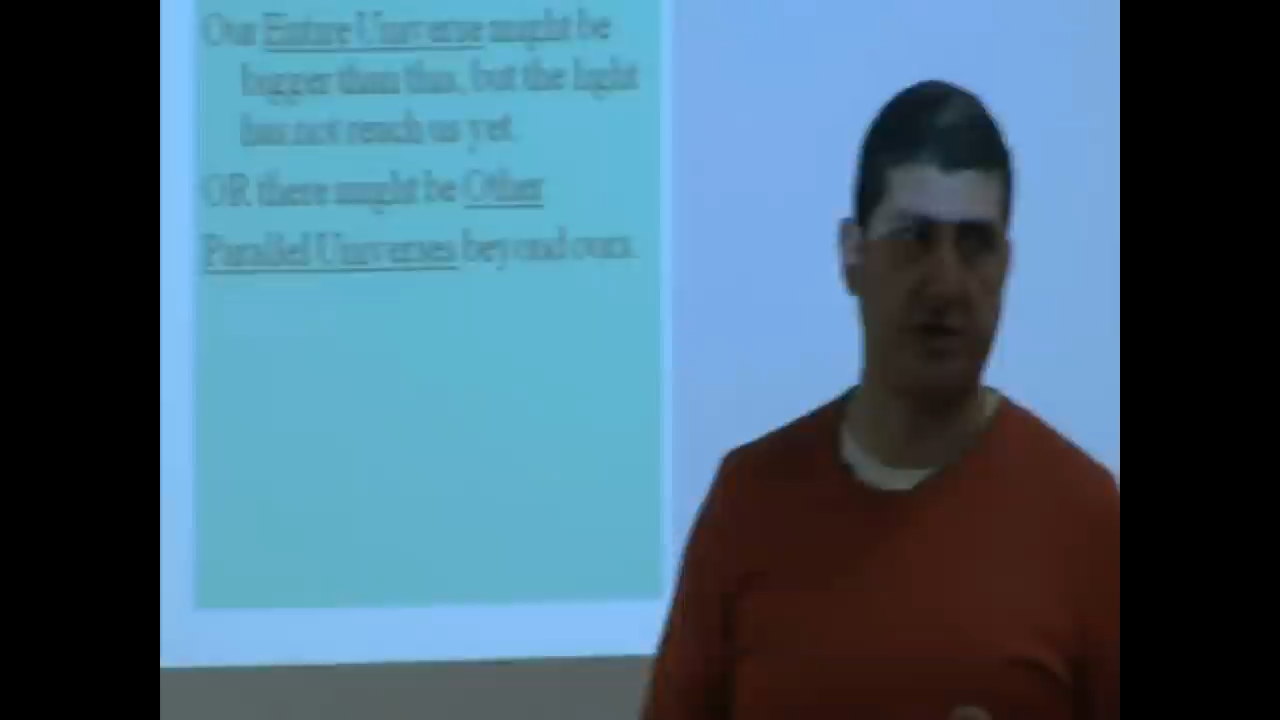 Our Entire Universe might be
bigger than this, but the light
has not reach us yet.
OR there might be Other
Parallel Universes beyond ours.